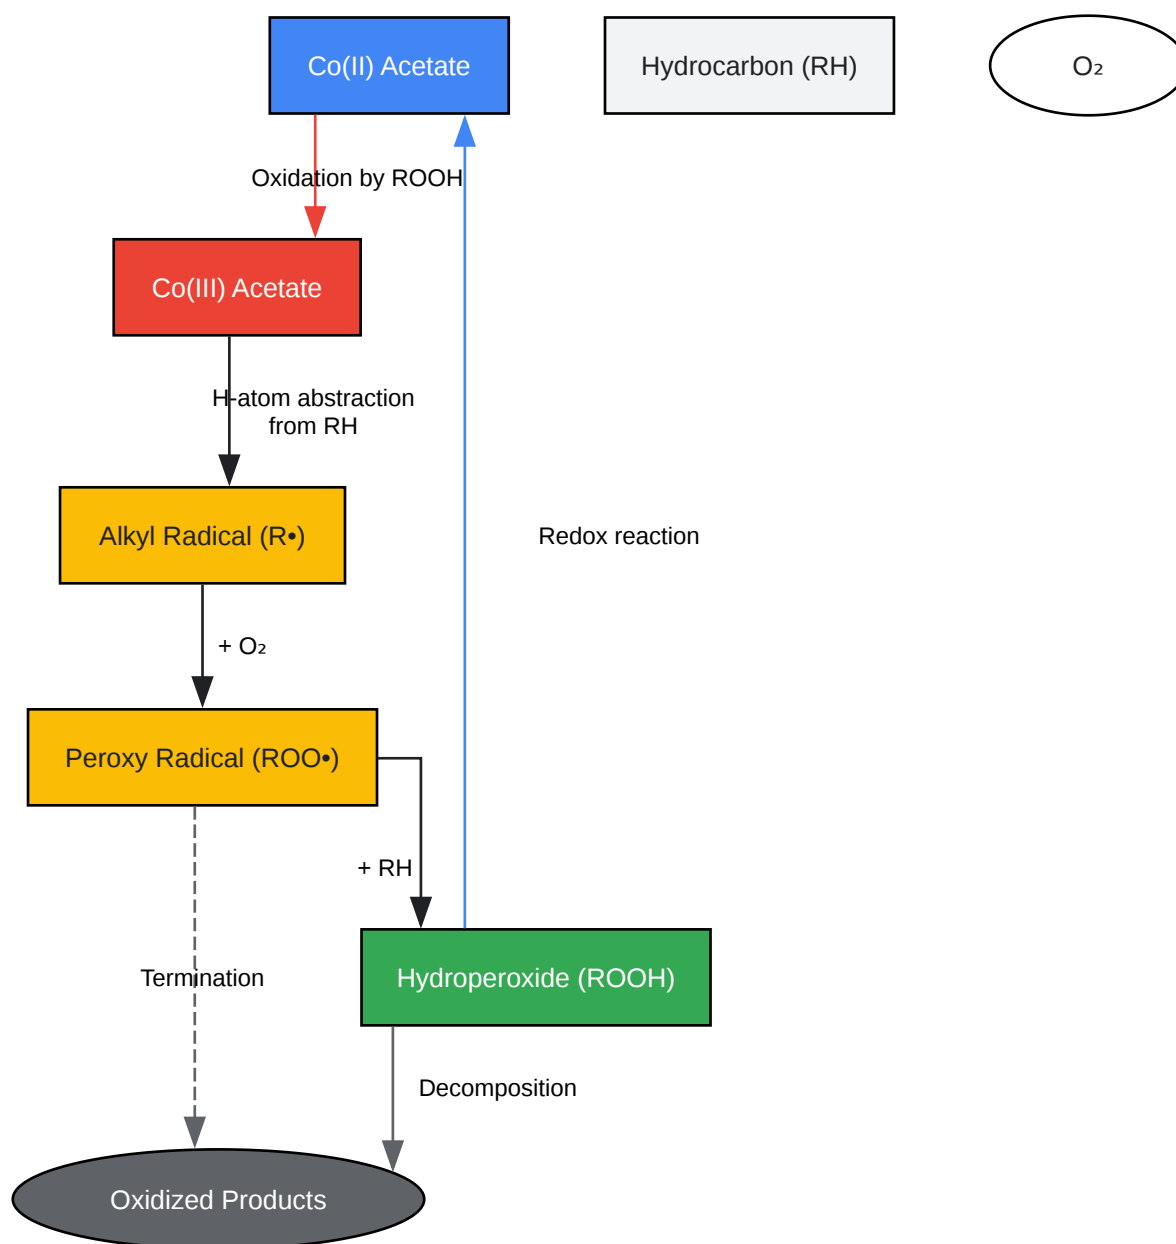 Co(II) Acetate
Hydrocarbon (RH)
O₂
Oxidation by ROOH
Co(III) Acetate
H-atom abstraction
from RH
Alkyl Radical (R•)
Redox reaction
+ O₂
Peroxy Radical (ROO•)
+ RH
Termination
Hydroperoxide (ROOH)
Decomposition
Oxidized Products